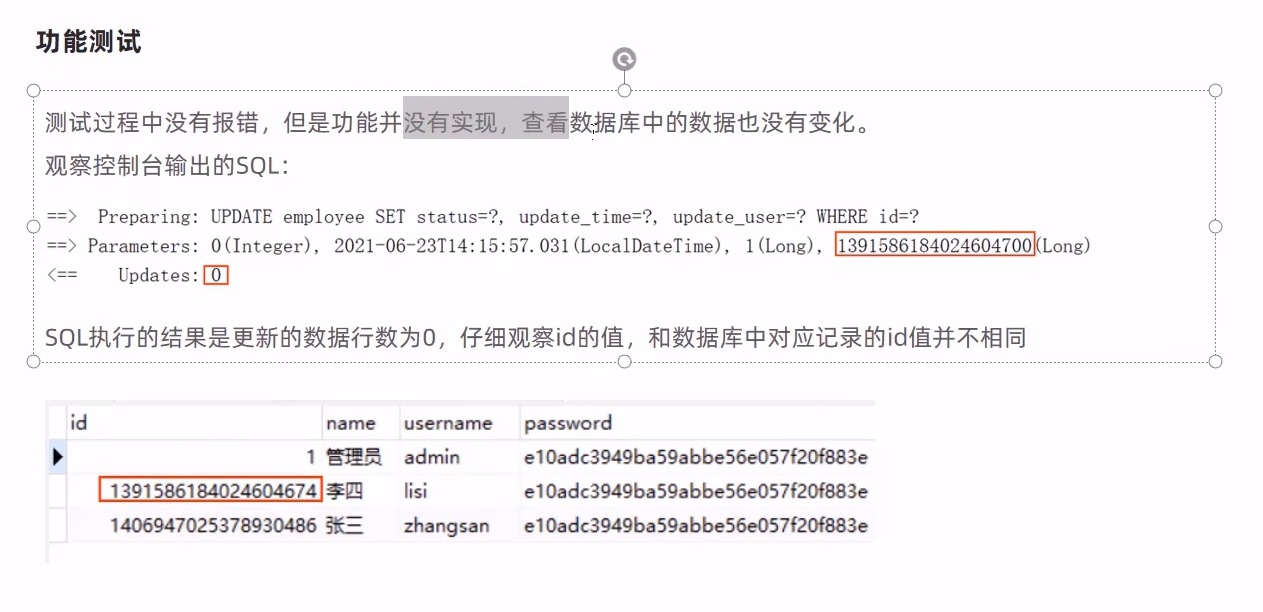 功能测试
测试过程中没有报错，但是功能并没有实现，查看数据库中的数据也没有变化。
观察控制台输出的SQL：
==>  Preparing: UPDATE employee SET status=?, update_time=?, update_user=? WHERE id=?
==> Parameters: 0(Integer), 2021-06-23T14:15:57.031(LocalDateTime), 1(Long), 1391586184024604700(Long)
<==    Updates: 0
SQL执行的结果是更新的数据行数为0，仔细观察id的值，和数据库中对应记录的id值并不相同
id name username password
1 管理员 admin e10adc3949ba59abbe56e057f20f883e
1391586184024604674 李四 lisi e10adc3949ba59abbe56e057f20f883e
1406947025378930486 张三 zhangsan e10adc3949ba59abbe56e057f20f883e